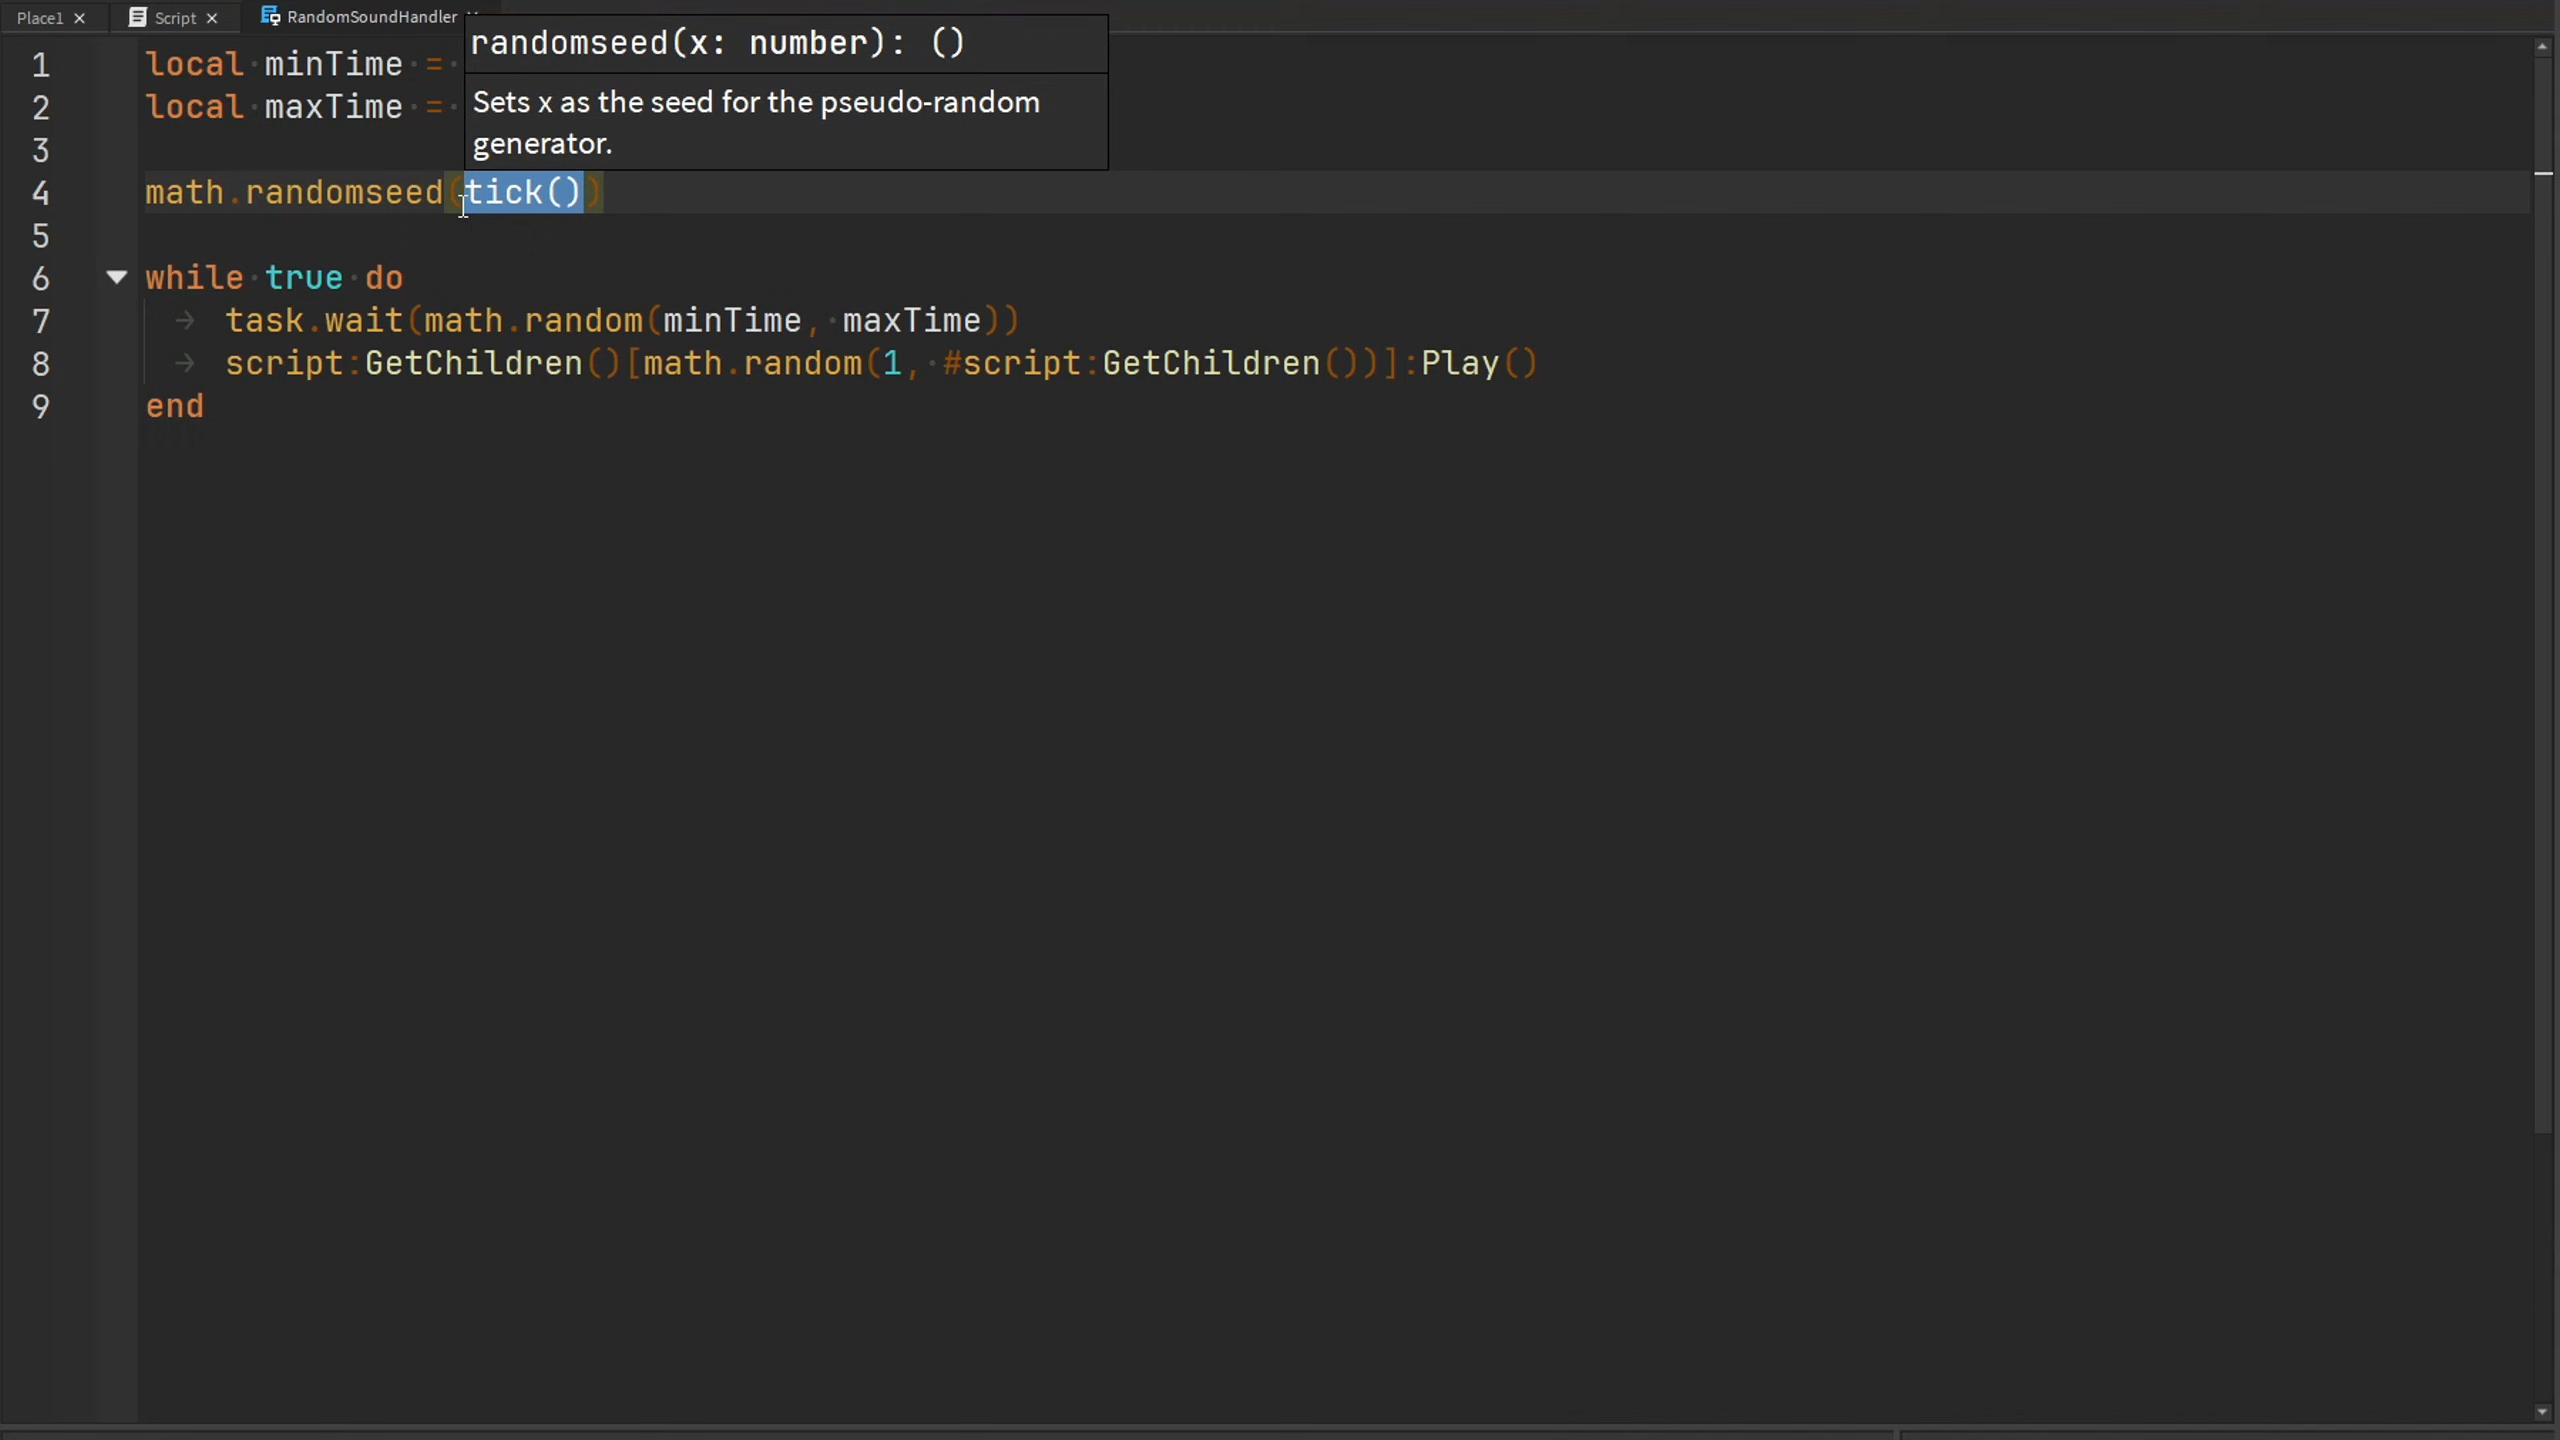 Place1 Script RandomSoundHandler
randomseed(x: number): ()
Sets x as the seed for the pseudo-random
generator.
1 local minTime =
2 local maxTime =
3
4 math.randomseed(tick())
5
6 while true do
7 task.wait(math.random(minTime, maxTime))
8 script:GetChildren()[math.random(1, #script:GetChildren())]:Play()
9 end